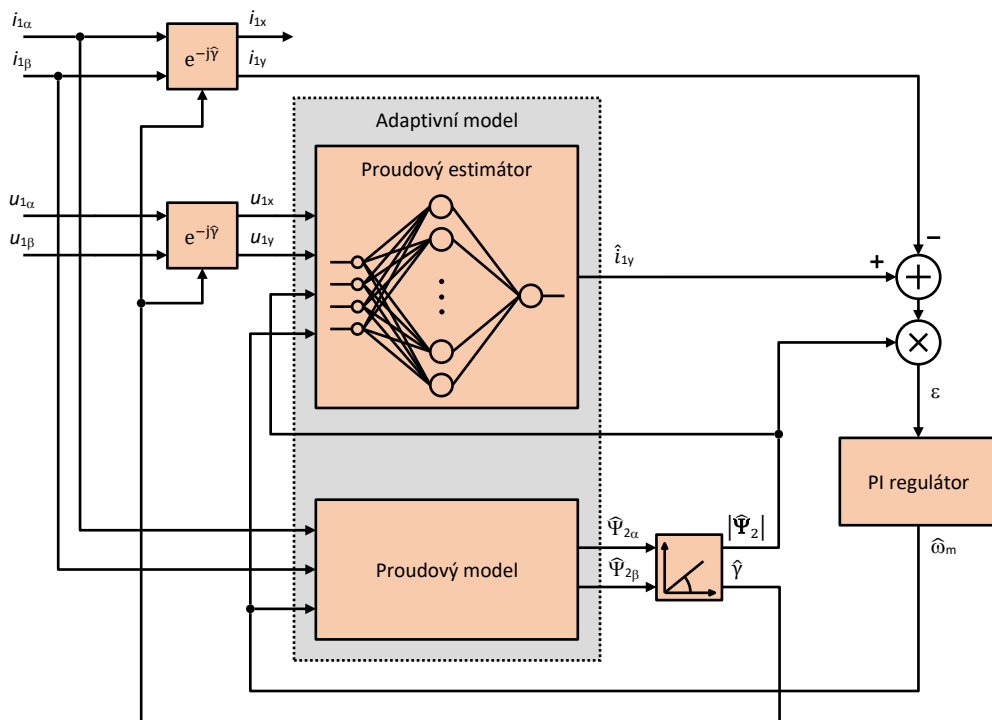 i1α
i1x
i1β
i1y
e−jγ̂
Adaptivní model
Proudový estimátor
u1α
u1x
u1β
u1y
e−jγ̂
î1y
−
+
+
×
ε
PI regulátor
ω̂m
Ψ̂2α
|Ψ̂2|
Ψ̂2β
γ̂
Proudový model